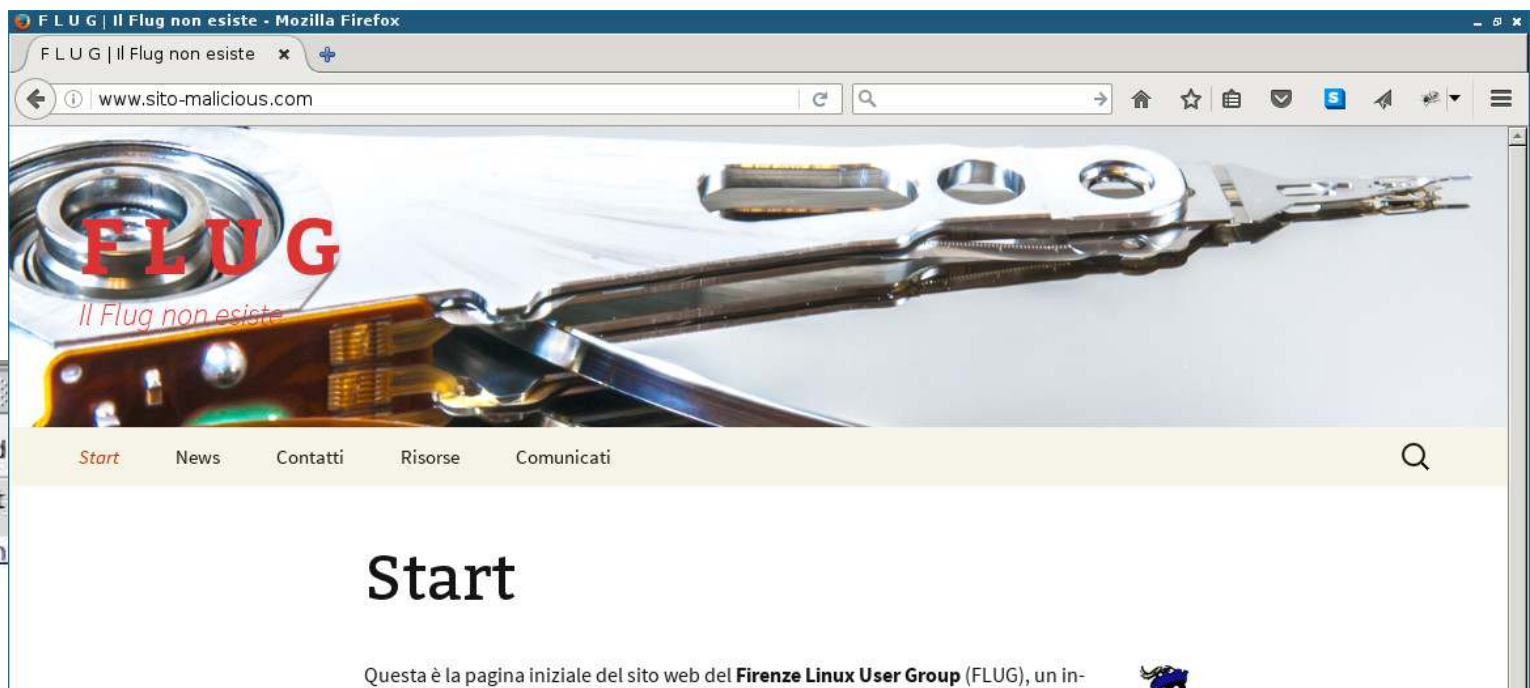 F L U G | Il Flug non esiste - Mozilla Firefox
F L U G | Il Flug non esiste
www.sito-malicious.com
S
F L U G
Il Flug non esiste
Start News Contatti Risorse Comunicati
Start
Questa è la pagina iniziale del sito web del Firenze Linux User Group (FLUG), un in-